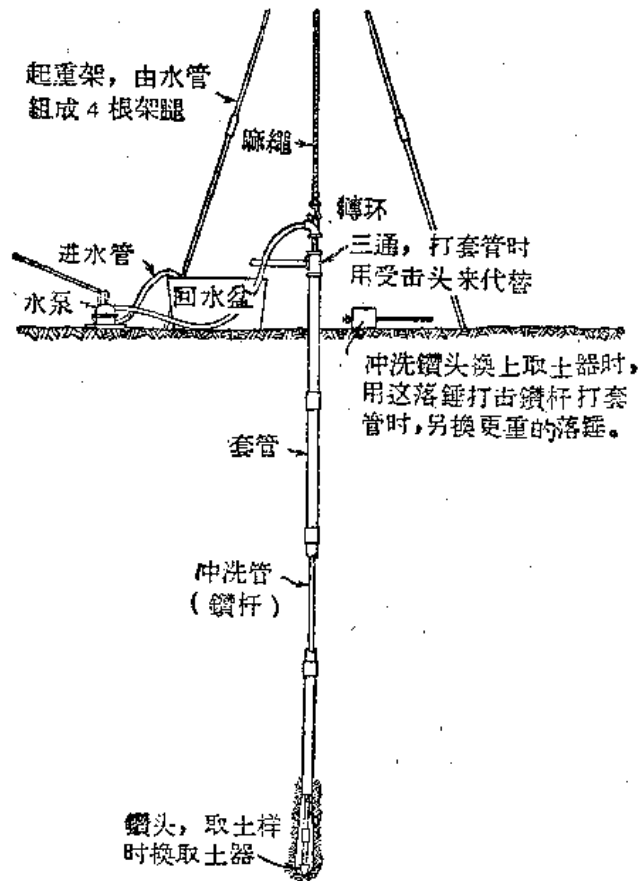 起重架，由水管
組成4根架腿
麻繩
轉环
进水管
三通，打套管时
用受击头来代替
水泵
回水盆
冲洗鑽头换上取土器时，
用这落錘打击鑽杆打套
管时，另换更重的落錘。
套管
冲洗管
(鑽杆)
鑽头，取土样
时换取土器